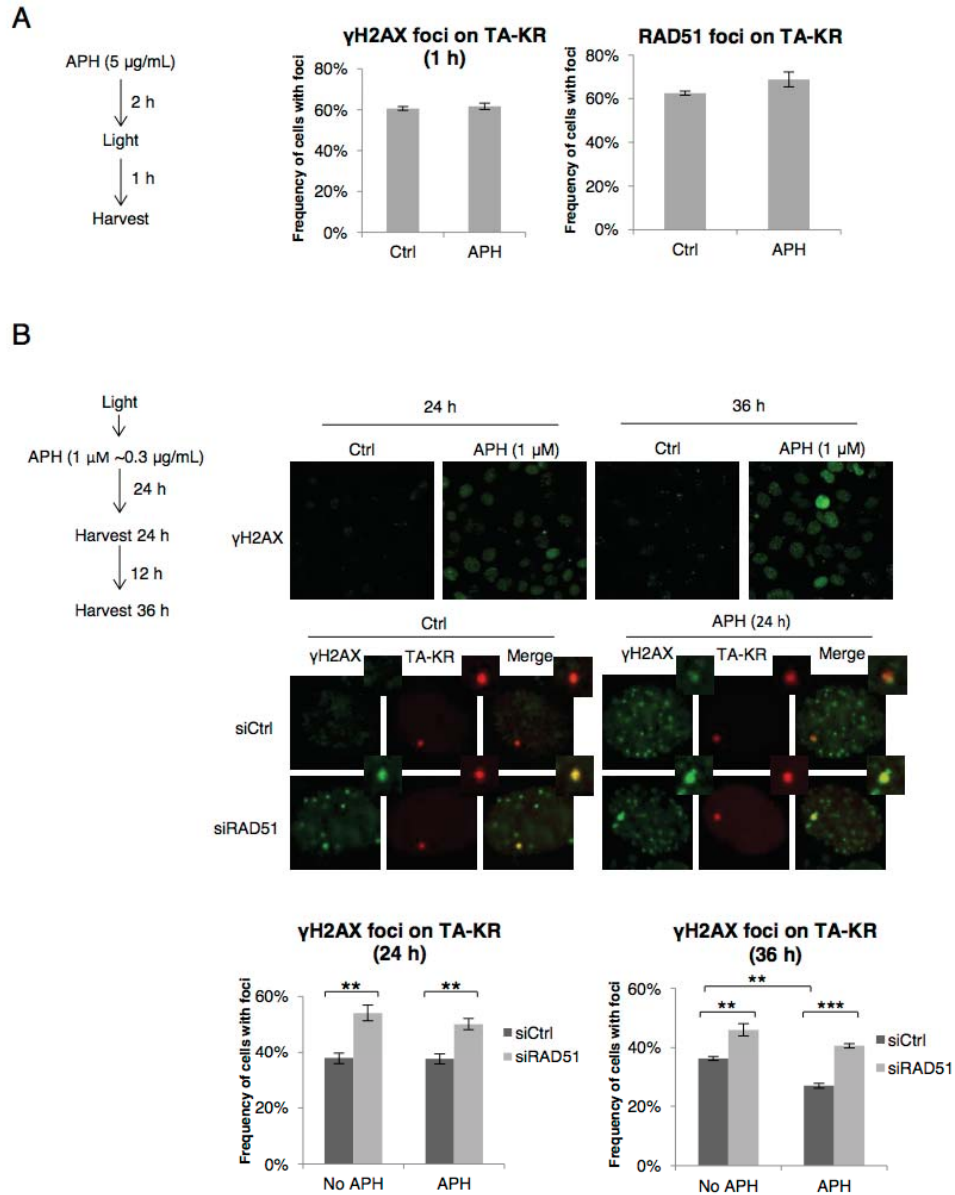 A
APH (5 µg/mL)
2 h
Light
1 h
Harvest
γH2AX foci on TA-KR
(1 h)
Frequency of cells with foci
80%
60%
40%
20%
0%
Ctrl
APH
RAD51 foci on TA-KR
Frequency of cells with foci
80%
60%
40%
20%
0%
Ctrl
APH
B
Light
APH (1 µM ~0.3 µg/mL)
24 h
Harvest 24 h
12 h
Harvest 36 h
24 h
36 h
Ctrl
APH (1 µM)
Ctrl
APH (1 µM)
γH2AX
Ctrl
APH (24 h)
γH2AX
TA-KR
Merge
γH2AX
TA-KR
Merge
siCtrl
siRAD51
γH2AX foci on TA-KR
(24 h)
Frequency of cells with foci
60%
40%
20%
0%
**
**
siCtrl
siRAD51
No APH
APH
γH2AX foci on TA-KR
(36 h)
Frequency of cells with foci
60%
40%
20%
0%
**
**
***
siCtrl
siRAD51
No APH
APH